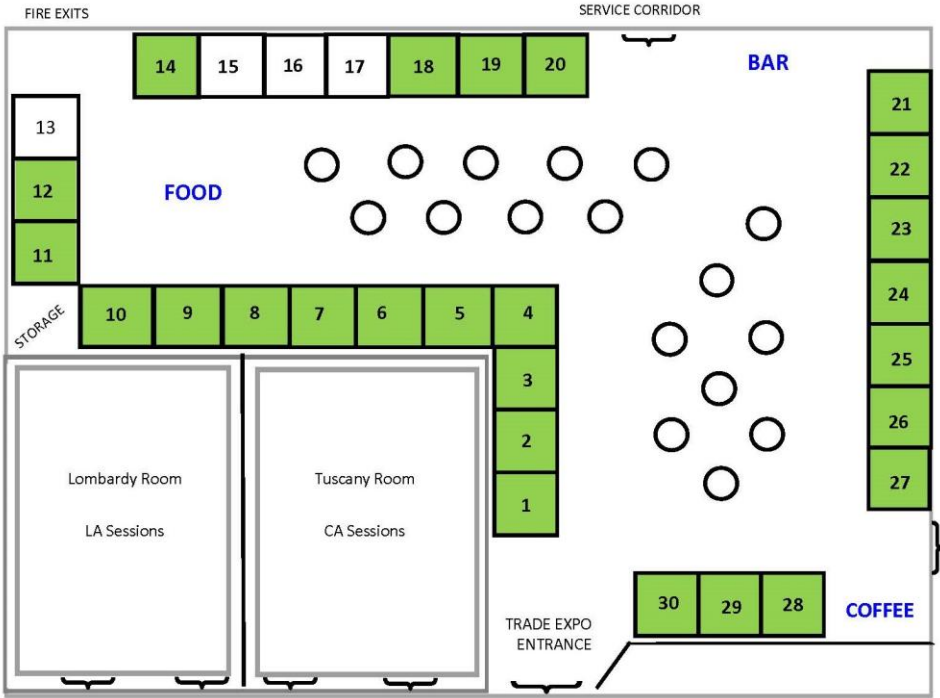 FIRE EXITS
SERVICE CORRIDOR
14 15 16 17 18 19 20
BAR
21
13
22
12
FOOD
23
11
24
10 9 8 7 6 5 4
STORAGE
25
3
26
2
27
Lombardy Room
LA Sessions
Tuscany Room
CA Sessions
1
30 29 28
COFFEE
TRADE EXPO
ENTRANCE